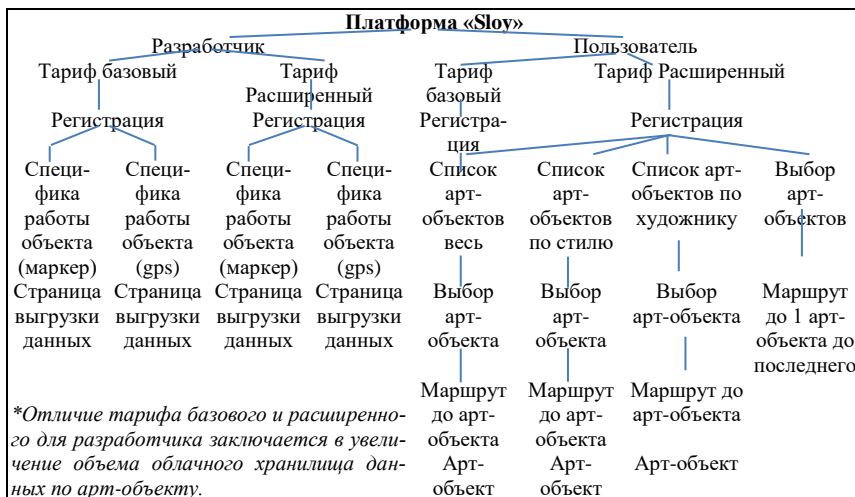 Платформа «Sloy»
Разработчик Пользователь
Тариф базовый Тариф Расширенный Тариф базовый Тариф Расширенный
Регистрация Регистрация Регистра-ция Регистрация
Специ-
фика
работы
объекта
(маркер)
Специ-
фика
работы
объекта
(gps)
Специ-
фика
работы
объекта
(маркер)
Специ-
фика
работы
объекта
(gps)
Список
арт-
объектов
весь
Список
арт-
объектов
по стилю
Список арт-
объектов по
художнику
Выбор
арт-
объектов
Страница
выгрузки
данных
Страница
выгрузки
данных
Страница
выгрузки
данных
Страница
выгрузки
данных
Выбор
арт-
объекта
Выбор
арт-
объекта
Выбор
арт-объекта
Маршрут
до 1 арт-
объекта до
последнего
*Отличие тарифа базового и расширенно-
го для разработчика заключается в увели-
чение объема облачного хранилища дан-
ных по арт-объекту.
Маршрут
до арт-
объекта
Маршрут
до арт-
объекта
Маршрут до
арт-объекта
Арт-
объект
Арт-
объект
Арт-объект